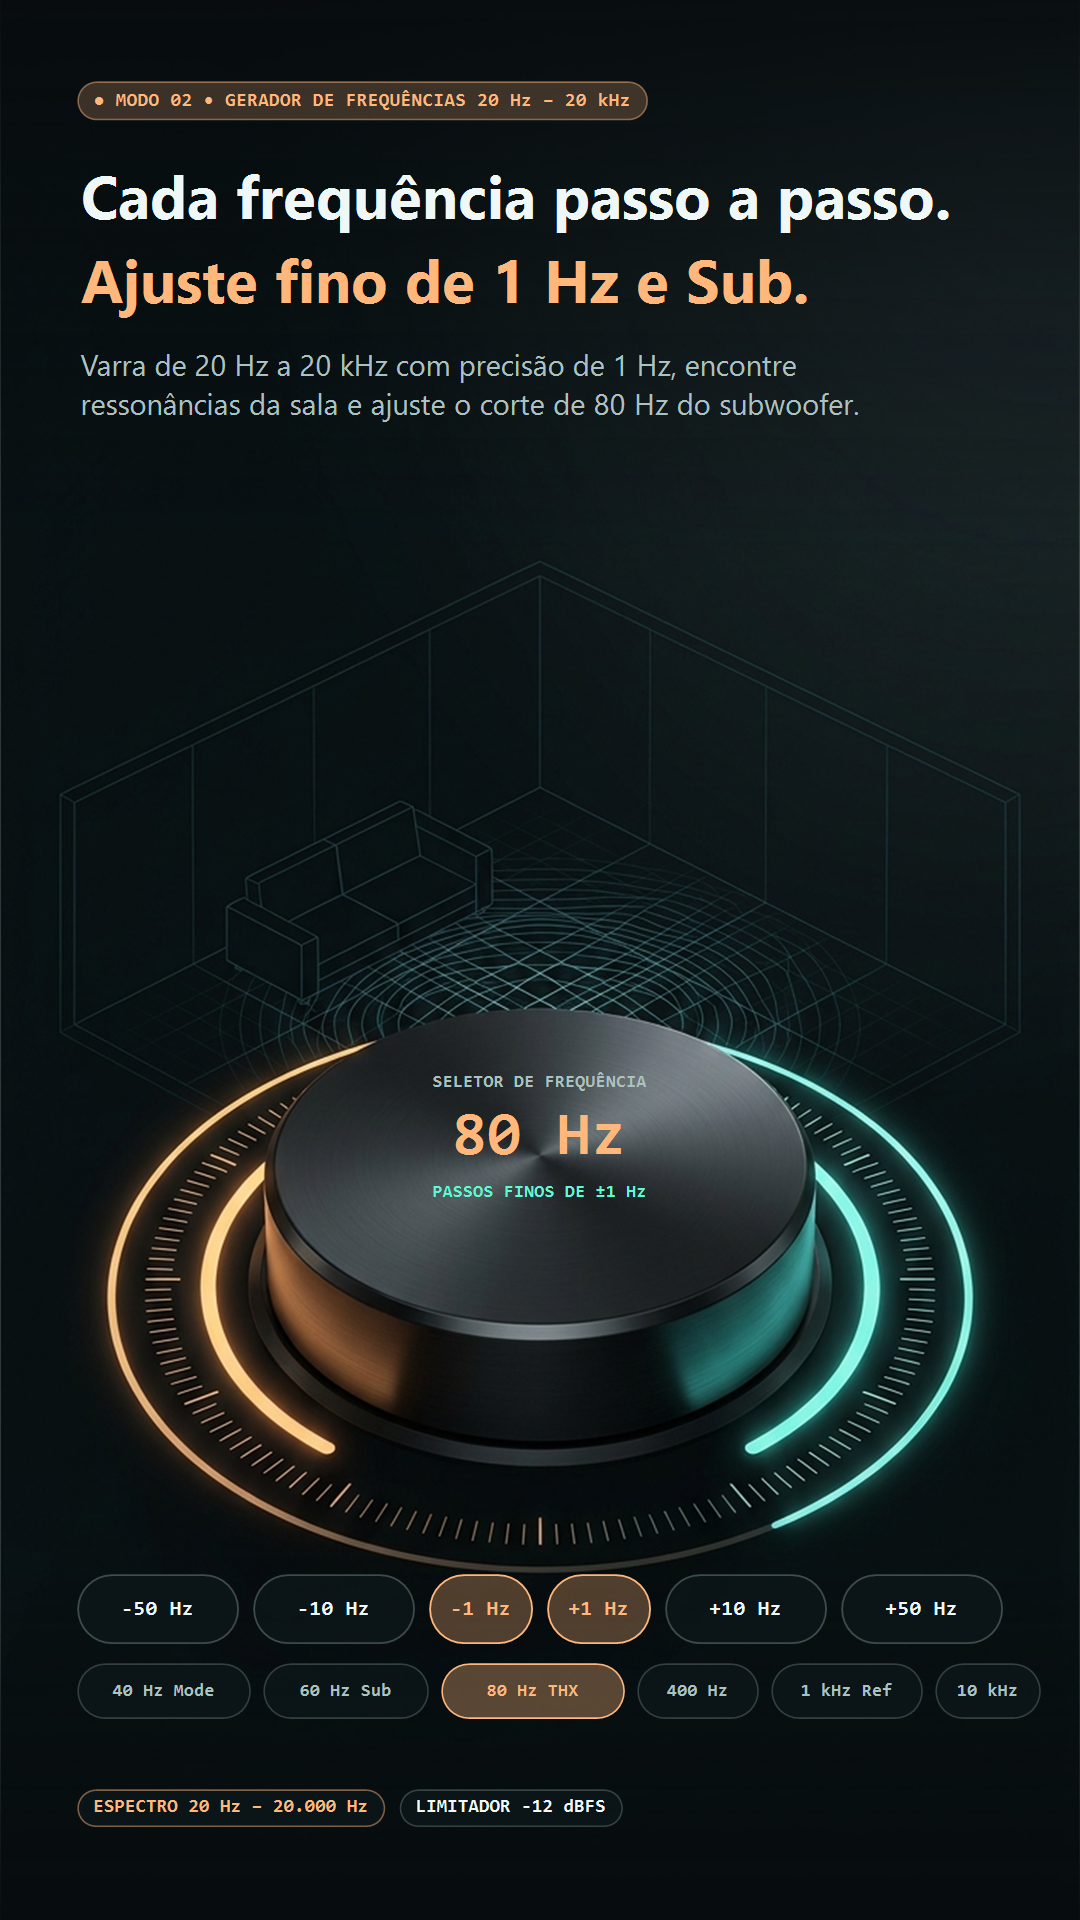 • MODO 02 • GERADOR DE FREQUÊNCIAS 20 Hz – 20 kHz
Cada frequência passo a passo.
Ajuste fino de 1 Hz e Sub.
Varra de 20 Hz a 20 kHz com precisão de 1 Hz, encontre
ressonâncias da sala e ajuste o corte de 80 Hz do subwoofer.
SELETOR DE FREQUÊNCIA
80 Hz
PASSOS FINOS DE ±1 Hz
-50 Hz -10 Hz -1 Hz +1 Hz +10 Hz +50 Hz
40 Hz Mode 60 Hz Sub 80 Hz THX 400 Hz 1 kHz Ref 10 kHz
ESPECTRO 20 Hz – 20.000 Hz LIMITADOR -12 dBFS